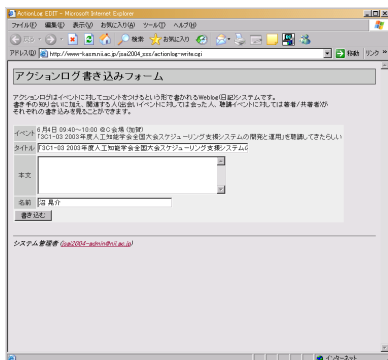 ActionLog EDIT - Microsoft Internet Explorer
ファイル(F) 編集(E) 表示(V) お気に入り(A) ツール(T) ヘルプ(H)
戻る 検索 お気に入り
アドレス(D) http://www-kasm.nii.ac.jp/jsai2004_xxx/actionlog-write.cgi 移動 リンク
アクションログ書き込みフォーム
アクションログはイベントに対してコメントをつけるという形で書かれるWeblog(日記)システムです。
書き手の知り合いに加え、関連する人(出会いイベントに対しては会った人、聴講イベントに対しては著者/共著者)が
それぞれの書き込みを見ることができます。
イベント 6月4日 09:40～10:00 @C会場 (加賀)
「3C1-03 2003年度人工知能学会全国大会スケジューリング支援システムの開発と運用」を聴講してきたらしい
タイトル 「3C1-03 2003年度人工知能学会全国大会スケジューリング支援システムの
本文
名前 沼 晃介
書き込む
システム管理者 (jsai2004-admin@nii.ac.jp)
インターネット